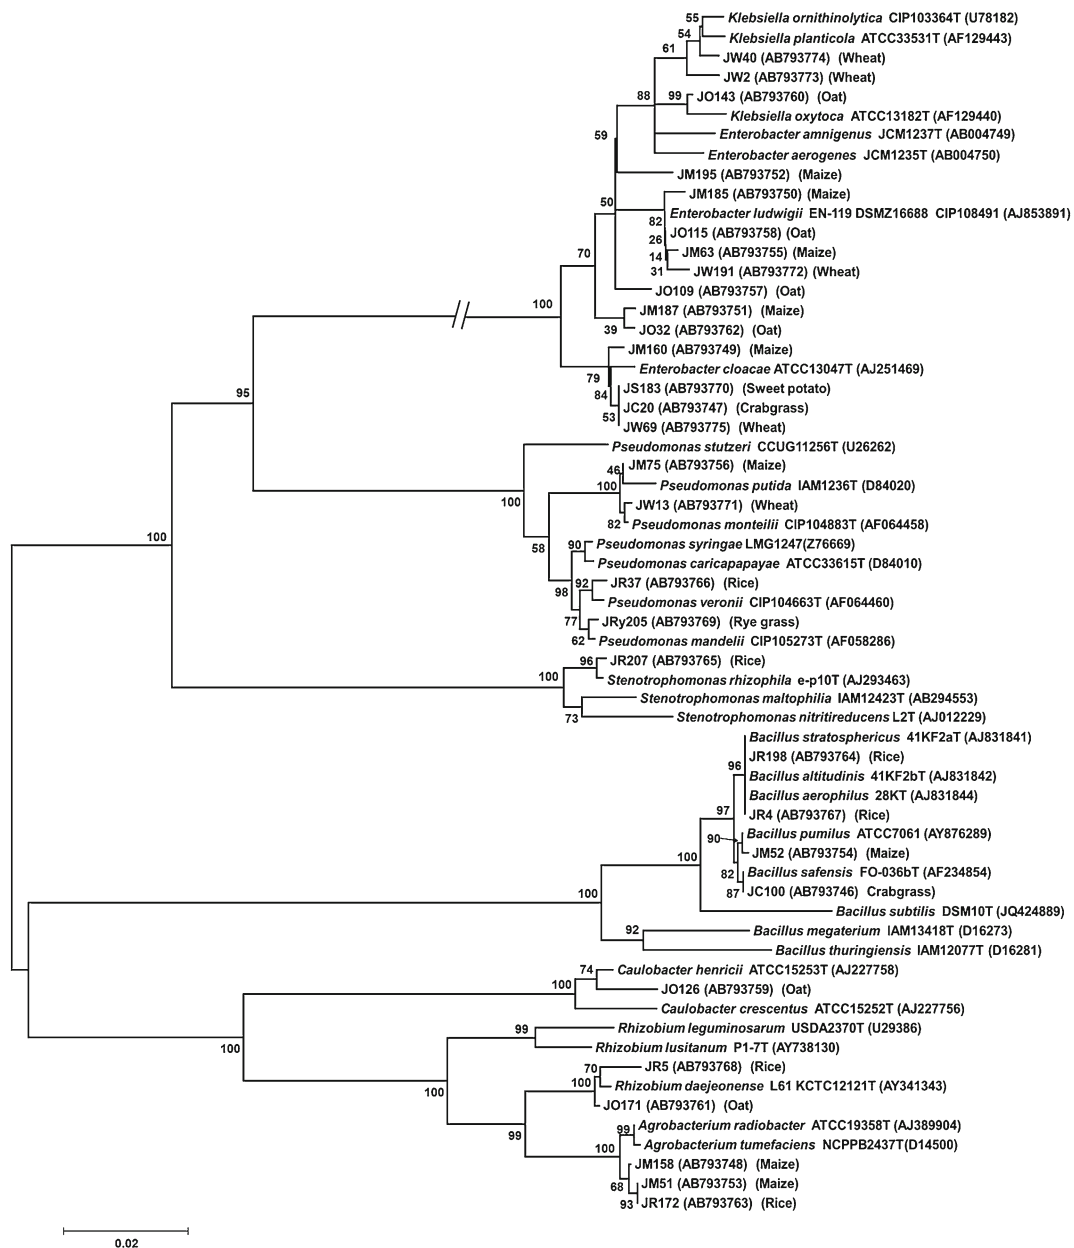 55
Klebsiella ornithinolytica CIP103364T (U78182)
54
Klebsiella planticola ATCC33531T (AF129443)
61
JW40 (AB793774) (Wheat)
JW2 (AB793773) (Wheat)
88
99
JO143 (AB793760) (Oat)
Klebsiella oxytoca ATCC13182T (AF129440)
59
Enterobacter amnigenus JCM1237T (AB004749)
Enterobacter aerogenes JCM1235T (AB004750)
JM195 (AB793752) (Maize)
JM185 (AB793750) (Maize)
50
Enterobacter ludwigii EN-119 DSMZ16688 CIP108491 (AJ853891)
82
JO115 (AB793758) (Oat)
26
JM63 (AB793755) (Maize)
14
JW191 (AB793772) (Wheat)
31
70
JO109 (AB793757) (Oat)
100
JM187 (AB793751) (Maize)
39
JO32 (AB793762) (Oat)
JM160 (AB793749) (Maize)
Enterobacter cloacae ATCC13047T (AJ251469)
79
JS183 (AB793770) (Sweet potato)
84
JC20 (AB793747) (Crabgrass)
53
JW69 (AB793775) (Wheat)
95
Pseudomonas stutzeri CCUG11256T (U26262)
JM75 (AB793756) (Maize)
46
Pseudomonas putida IAM1236T (D84020)
100
100
JW13 (AB793771) (Wheat)
82
Pseudomonas monteilii CIP104883T (AF064458)
100
58
90
Pseudomonas syringae LMG1247(Z76669)
Pseudomonas caricapapayae ATCC33615T (D84010)
92
JR37 (AB793766) (Rice)
98
Pseudomonas veronii CIP104663T (AF064460)
77
JRy205 (AB793769) (Rye grass)
62
Pseudomonas mandelii CIP105273T (AF058286)
96
JR207 (AB793765) (Rice)
100
Stenotrophomonas rhizophila e-p10T (AJ293463)
Stenotrophomonas maltophilia IAM12423T (AB294553)
73
Stenotrophomonas nitritireducens L2T (AJ012229)
Bacillus stratosphericus 41KF2aT (AJ831841)
JR198 (AB793764) (Rice)
96
Bacillus altitudinis 41KF2bT (AJ831842)
Bacillus aerophilus 28KT (AJ831844)
97
JR4 (AB793767) (Rice)
90
Bacillus pumilus ATCC7061 (AY876289)
100
JM52 (AB793754) (Maize)
82
Bacillus safensis FO-036bT (AF234854)
87
JC100 (AB793746) Crabgrass)
100
Bacillus subtilis DSM10T (JQ424889)
92
Bacillus megaterium IAM13418T (D16273)
Bacillus thuringiensis IAM12077T (D16281)
74
Caulobacter henricii ATCC15253T (AJ227758)
100
JO126 (AB793759) (Oat)
Caulobacter crescentus ATCC15252T (AJ227756)
99
Rhizobium leguminosarum USDA2370T (U29386)
100
Rhizobium lusitanum P1-7T (AY738130)
70
JR5 (AB793768) (Rice)
100
Rhizobium daejeonense L61 KCTC12121T (AY341343)
100
JO171 (AB793761) (Oat)
99
99
Agrobacterium radiobacter ATCC19358T (AJ389904)
100
Agrobacterium tumefaciens NCPPB2437T(D14500)
JM158 (AB793748) (Maize)
68
JM51 (AB793753) (Maize)
93
JR172 (AB793763) (Rice)
0.02